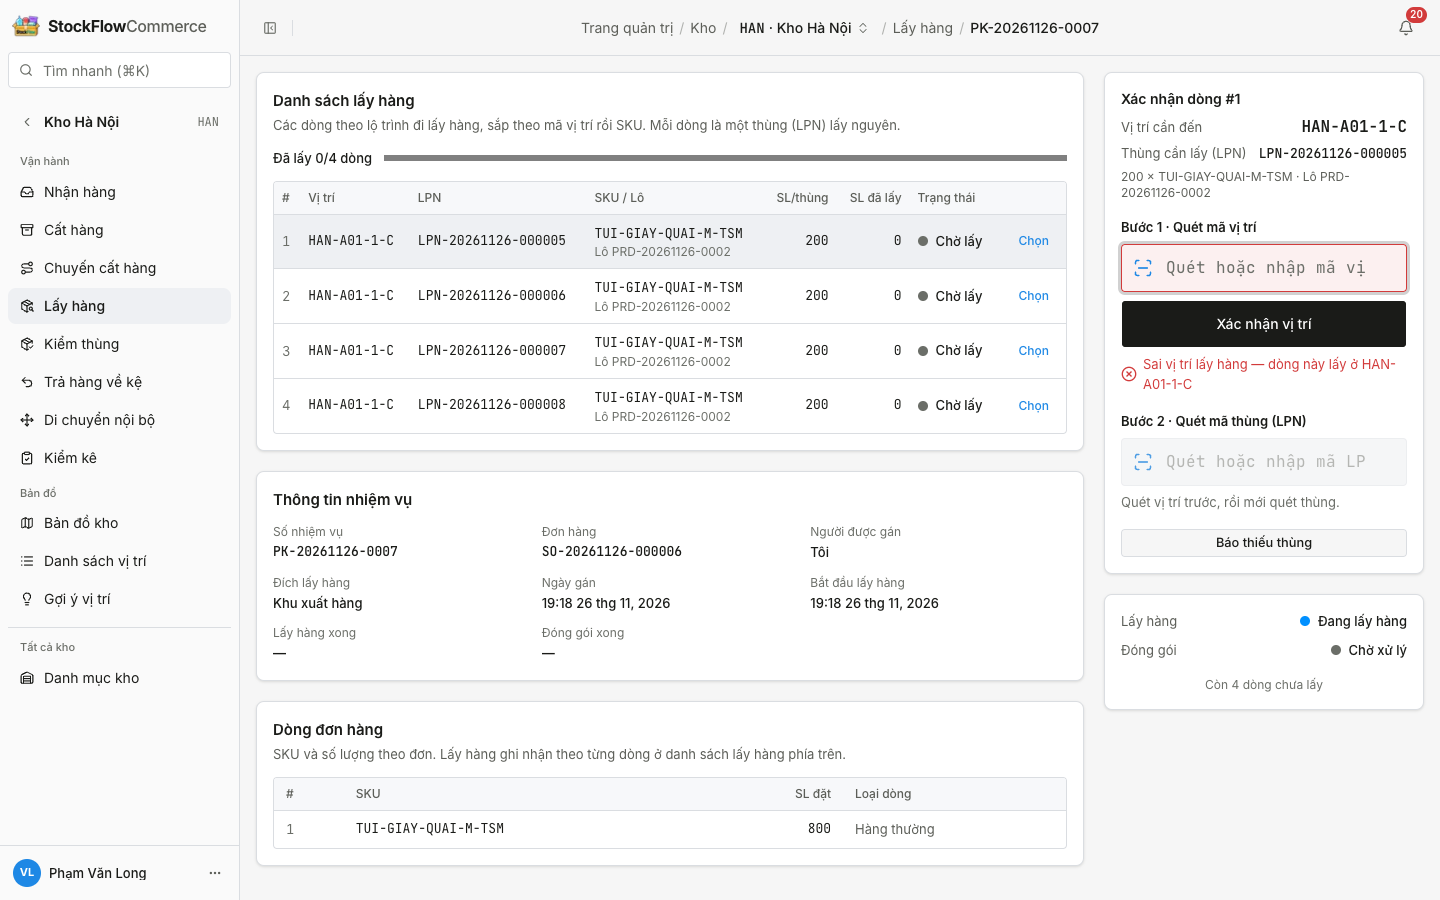 StockFlowCommerce
Tìm nhanh (⌘K)
Kho Hà Nội HAN
Vận hành
Nhận hàng
Cất hàng
Chuyến cất hàng
Lấy hàng
Kiểm thùng
Trả hàng về kệ
Di chuyển nội bộ
Kiểm kê
Bản đồ
Bản đồ kho
Danh sách vị trí
Gợi ý vị trí
Tất cả kho
Danh mục kho
VL Phạm Văn Long
Trang quản trị / Kho / HAN · Kho Hà Nội / Lấy hàng / PK-20261126-0007
20
Danh sách lấy hàng
Các dòng theo lộ trình đi lấy hàng, sắp theo mã vị trí rồi SKU. Mỗi dòng là một thùng (LPN) lấy nguyên.
Đã lấy 0/4 dòng
# Vị trí LPN SKU / Lô SL/thùng SL đã lấy Trạng thái
1 HAN-A01-1-C LPN-20261126-000005 TUI-GIAY-QUAI-M-TSM 200 0 Chờ lấy Chọn
Lô PRD-20261126-0002
2 HAN-A01-1-C LPN-20261126-000006 TUI-GIAY-QUAI-M-TSM 200 0 Chờ lấy Chọn
Lô PRD-20261126-0002
3 HAN-A01-1-C LPN-20261126-000007 TUI-GIAY-QUAI-M-TSM 200 0 Chờ lấy Chọn
Lô PRD-20261126-0002
4 HAN-A01-1-C LPN-20261126-000008 TUI-GIAY-QUAI-M-TSM 200 0 Chờ lấy Chọn
Lô PRD-20261126-0002
Thông tin nhiệm vụ
Số nhiệm vụ Đơn hàng Người được gán
PK-20261126-0007 SO-20261126-000006 Tôi
Đích lấy hàng Ngày gán Bắt đầu lấy hàng
Khu xuất hàng 19:18 26 thg 11, 2026 19:18 26 thg 11, 2026
Lấy hàng xong Đóng gói xong
— —
Dòng đơn hàng
SKU và số lượng theo đơn. Lấy hàng ghi nhận theo từng dòng ở danh sách lấy hàng phía trên.
# SKU SL đặt Loại dòng
1 TUI-GIAY-QUAI-M-TSM 800 Hàng thường
Xác nhận dòng #1
Vị trí cần đến HAN-A01-1-C
Thùng cần lấy (LPN) LPN-20261126-000005
200 × TUI-GIAY-QUAI-M-TSM · Lô PRD-
20261126-0002
Bước 1 · Quét mã vị trí
Quét hoặc nhập mã vị
Xác nhận vị trí
Sai vị trí lấy hàng — dòng này lấy ở HAN-
A01-1-C
Bước 2 · Quét mã thùng (LPN)
Quét hoặc nhập mã LP
Quét vị trí trước, rồi mới quét thùng.
Báo thiếu thùng
Lấy hàng Đang lấy hàng
Đóng gói Chờ xử lý
Còn 4 dòng chưa lấy